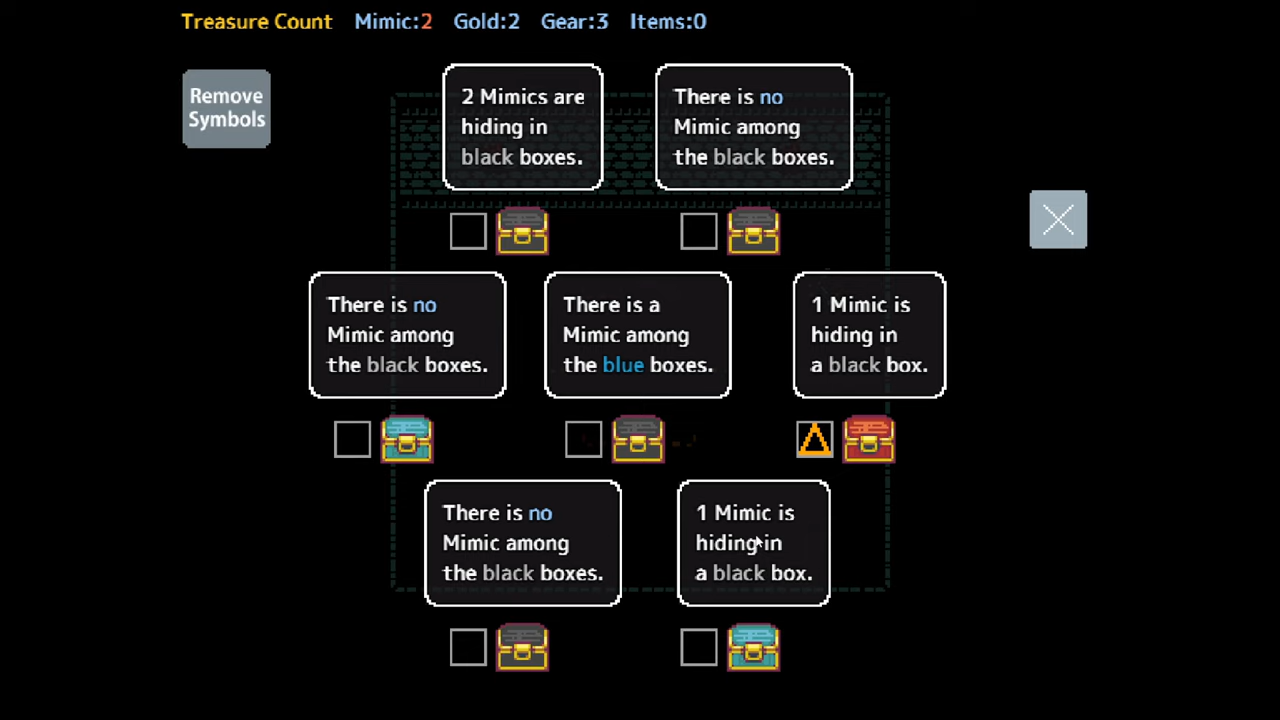 Treasure Count Mimic:2 Gold:2 Gear:3 Items:0
Remove
Symbols
2 Mimics are
hiding in
black boxes.
There is no
Mimic among
the black boxes.
There is no
Mimic among
the black boxes.
There is a
Mimic among
the blue boxes.
1 Mimic is
hiding in
a black box.
There is no
Mimic among
the black boxes.
1 Mimic is
hiding in
a black box.